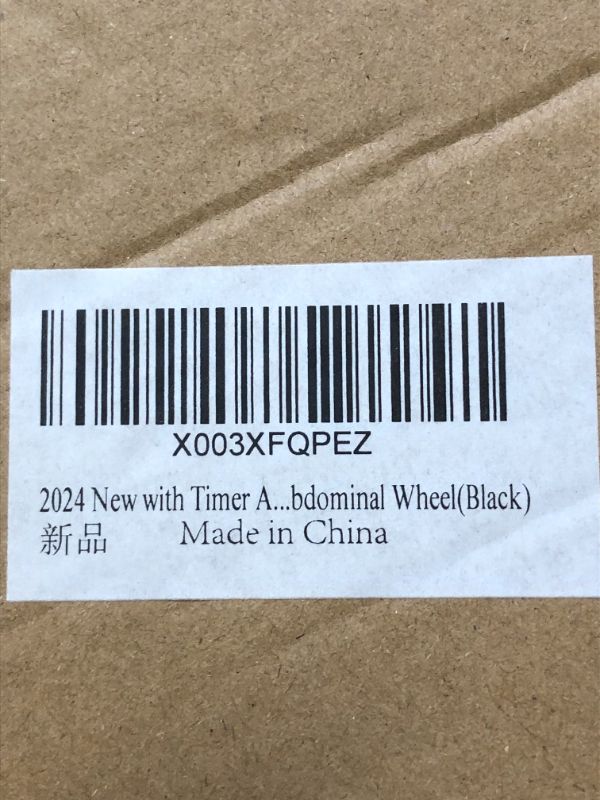 X003XFQPEZ
2024 New with Timer A...bdominal Wheel(Black)
新品 Made in China